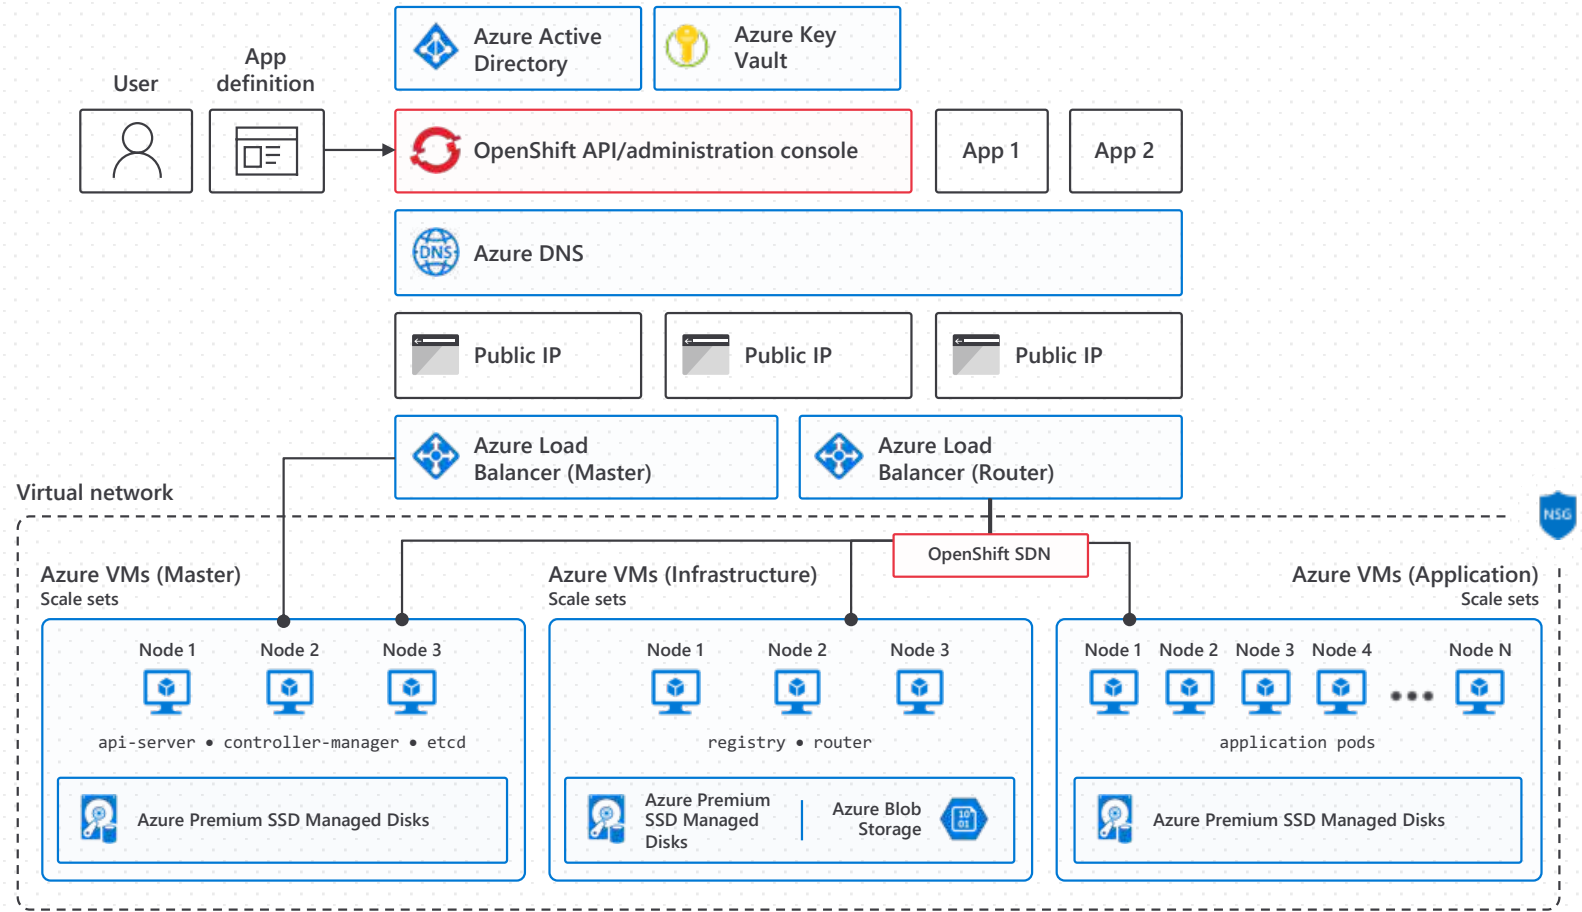 Azure Active
Directory
Azure Key
Vault
User
App
definition
OpenShift API/administration console
App 1
App 2
DNS
Azure DNS
Public IP
Public IP
Public IP
Azure Load
Balancer (Master)
Azure Load
Balancer (Router)
Virtual network
NSG
OpenShift SDN
Azure VMs (Master)
Scale sets
Azure VMs (Infrastructure)
Scale sets
Azure VMs (Application)
Scale sets
Node 1
Node 2
Node 3
api-server • controller-manager • etcd
Azure Premium SSD Managed Disks
Node 1
Node 2
Node 3
registry • router
Azure Premium
SSD Managed
Disks
Azure Blob
Storage
10
01
Node 1
Node 2
Node 3
Node 4
Node N
application pods
Azure Premium SSD Managed Disks